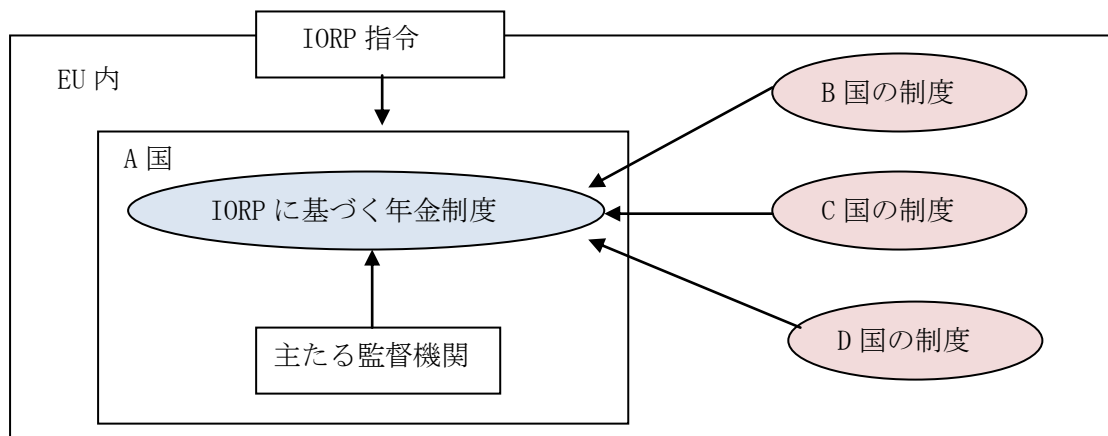 IORP 指令
EU 内
B 国の制度
A 国
IORP に基づく年金制度
C 国の制度
主たる監督機関
D 国の制度